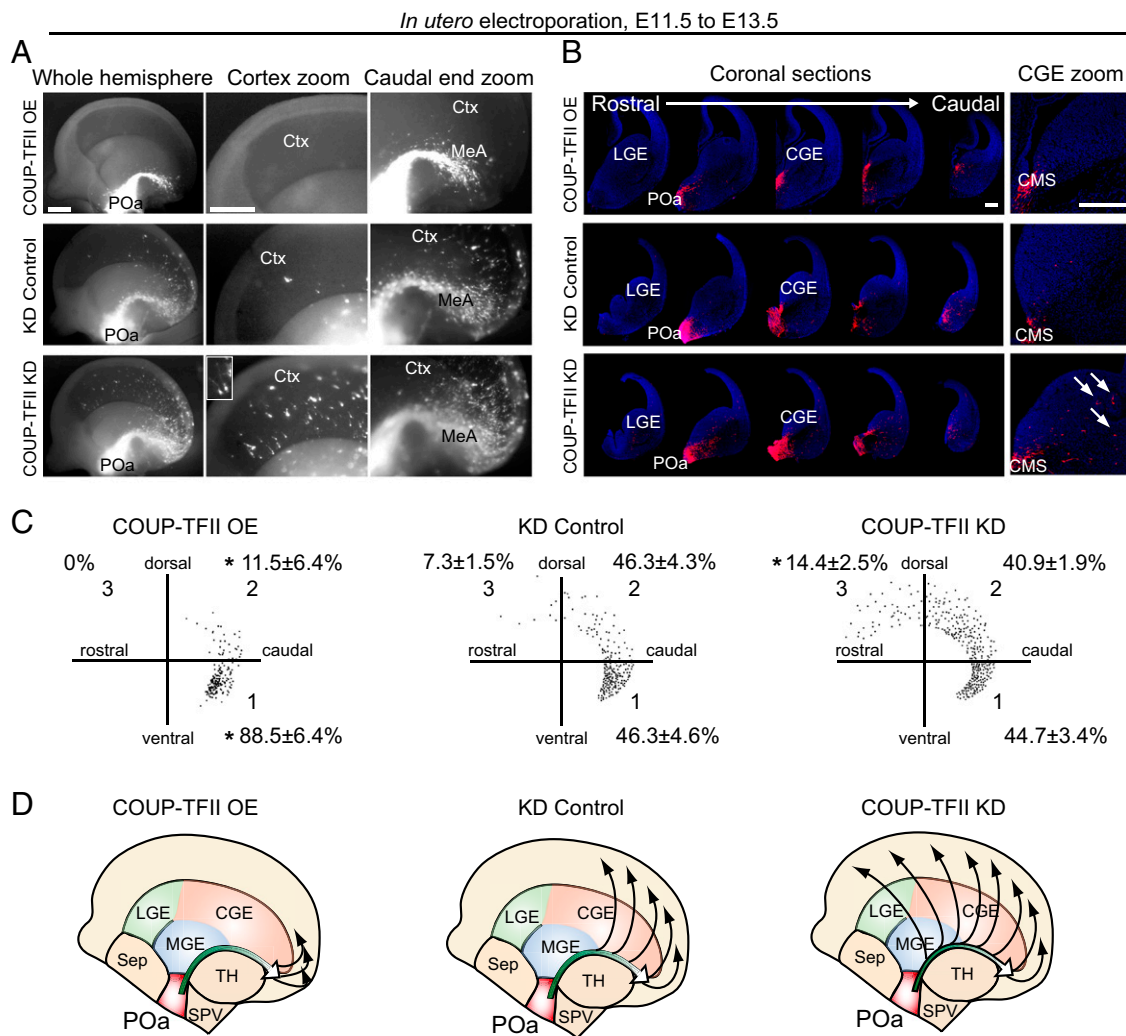 In utero electroporation, E11.5 to E13.5
A
Whole hemisphere
Cortex zoom
Caudal end zoom
COUP-TFII OE
POa
Ctx
Ctx
MeA
KD Control
POa
Ctx
Ctx
MeA
COUP-TFII KD
POa
Ctx
Ctx
MeA
B
Coronal sections
CGE zoom
COUP-TFII OE
Rostral
Caudal
LGE
POa
CGE
CMS
KD Control
LGE
POa
CGE
CMS
COUP-TFII KD
LGE
POa
CGE
CMS
C
COUP-TFII OE
0%
dorsal
* 11.5±6.4%
3
2
rostral
caudal
1
ventral
* 88.5±6.4%
KD Control
7.3±1.5%
dorsal
46.3±4.3%
3
2
rostral
caudal
1
ventral
46.3±4.6%
COUP-TFII KD
* 14.4±2.5%
dorsal
40.9±1.9%
3
2
rostral
caudal
1
ventral
44.7±3.4%
D
COUP-TFII OE
LGE
CGE
MGE
Sep
TH
SPV
POa
KD Control
LGE
CGE
MGE
Sep
TH
SPV
POa
COUP-TFII KD
LGE
CGE
MGE
Sep
TH
SPV
POa